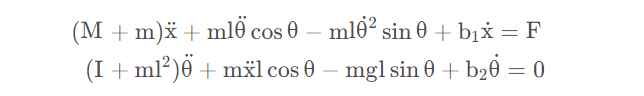 (M + m)ẍ + mlθ̈ cos θ − mlθ̇² sin θ + b₁ẋ = F
(I + ml²)θ̈ + mẍl cos θ − mgl sin θ + b₂θ̇ = 0